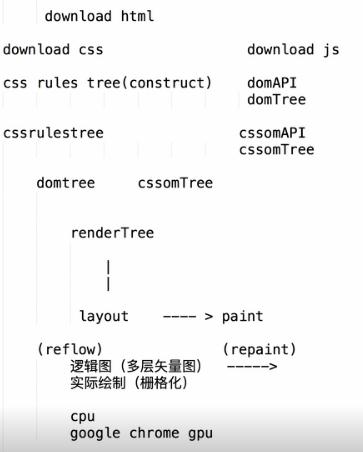 download html
download css download js
css rules tree(construct) domAPI
domTree
cssrulestree cssomAPI
cssomTree
domtree cssomTree
renderTree
|
|
layout ---- > paint
(reflow) (repaint)
逻辑图（多层矢量图） ----->
实际绘制（栅格化）
cpu
google chrome gpu